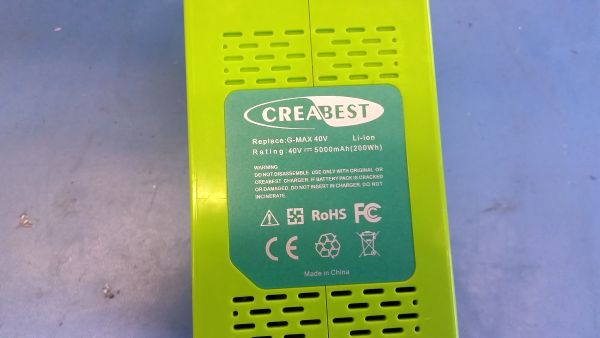 CREABEST
Replace:G-MAX 40V Li-ion
Rating:40V⎓5000mAh(200Wh)
WARNING
DO NOT DISASSEMBLE. USE ONLY WITH ORIGINAL OR
CREABEST CHARGER. IF BATTERY PACK IS CRACKED
OR DAMAGED. DO NOT INSERT IN CHARGER. DO NOT
INCINERATE.
RoHS FC
CE
Made in China